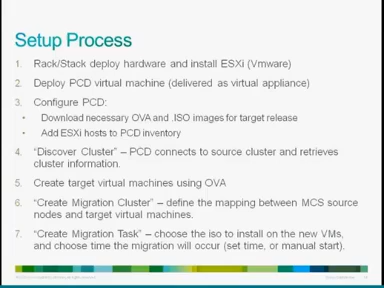 Setup Process
1. Rack/Stack deploy hardware and install ESXi (Vmware)
2. Deploy PCD virtual machine (delivered as virtual appliance)
3. Configure PCD:
• Download necessary OVA and .ISO images for target release
• Add ESXi hosts to PCD inventory
4. “Discover Cluster” – PCD connects to source cluster and retrieves
cluster information.
5. Create target virtual machines using OVA
6. “Create Migration Cluster” – define the mapping between MCS source
nodes and target virtual machines.
7. “Create Migration Task” – choose the iso to install on the new VMs,
and choose time the migration will occur (set time, or manual start).